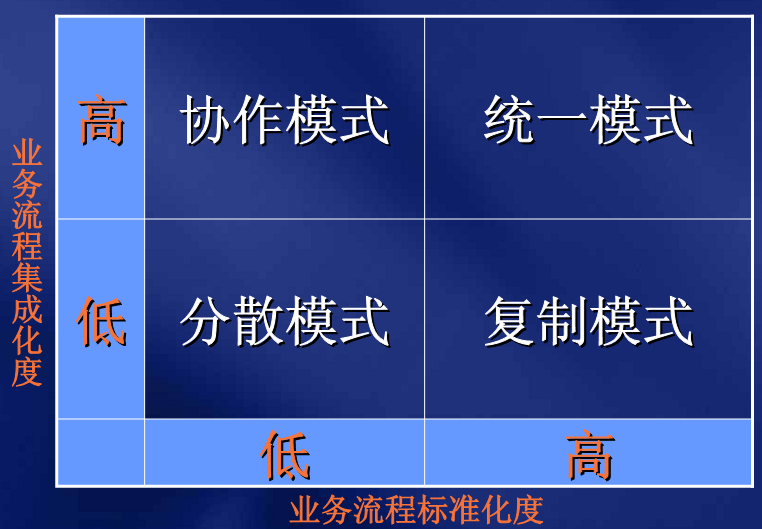 业务流程集成化度
高 协作模式 统一模式
低 分散模式 复制模式
低 高
业务流程标准化度